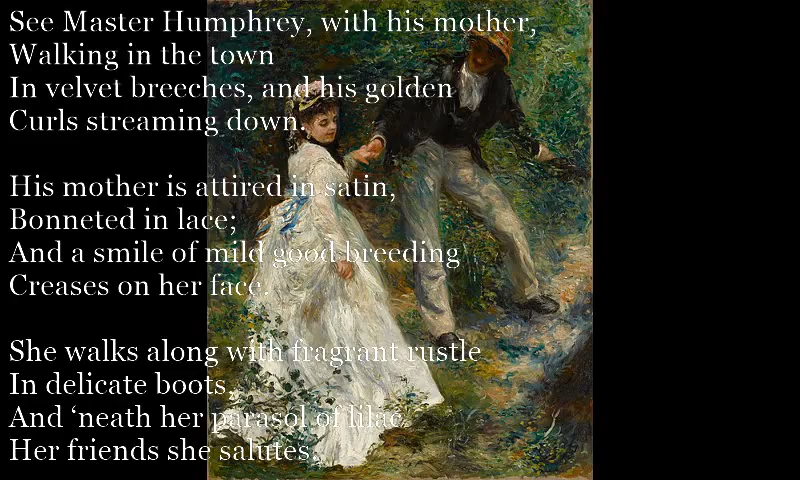 See Master Humphrey, with his mother,
Walking in the town
In velvet breeches, and his golden
Curls streaming down.

His mother is attired in satin,
Bonneted in lace;
And a smile of mild good breeding
Creases on her face.

She walks along with fragrant rustle
In delicate boots,
And ‘neath her parasol of lilac
Her friends she salutes.